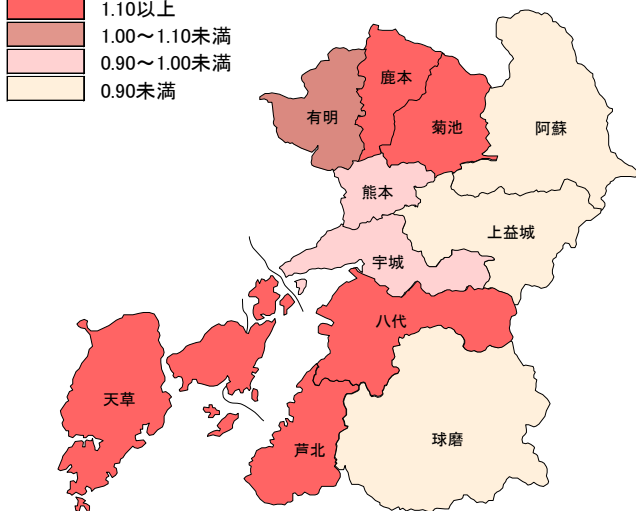 1.10以上
1.00～1.10未満
0.90～1.00未満
0.90未満
鹿本
有明
菊池
阿蘇
熊本
上益城
宇城
八代
天草
球磨
芦北